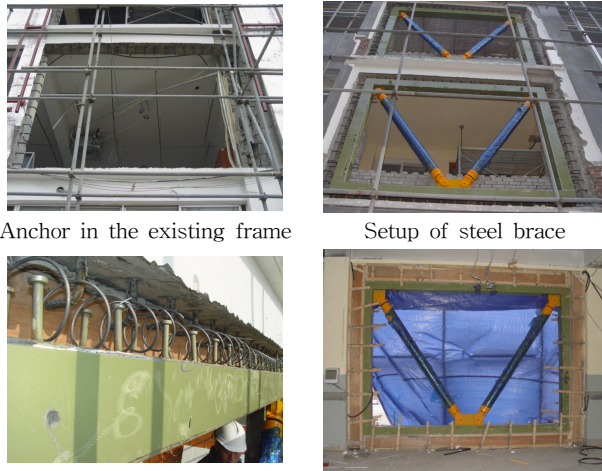 Anchor in the existing frame
Setup of steel brace